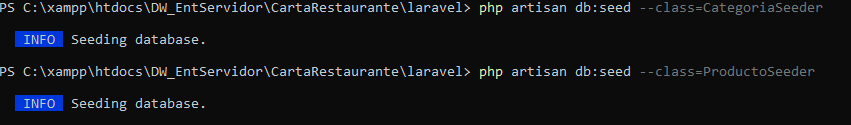 PS C:\xampp\htdocs\DW_EntServidor\CartaRestaurante\laravel> php artisan db:seed --class=CategoriaSeeder
INFO Seeding database.
PS C:\xampp\htdocs\DW_EntServidor\CartaRestaurante\laravel> php artisan db:seed --class=ProductoSeeder
INFO Seeding database.